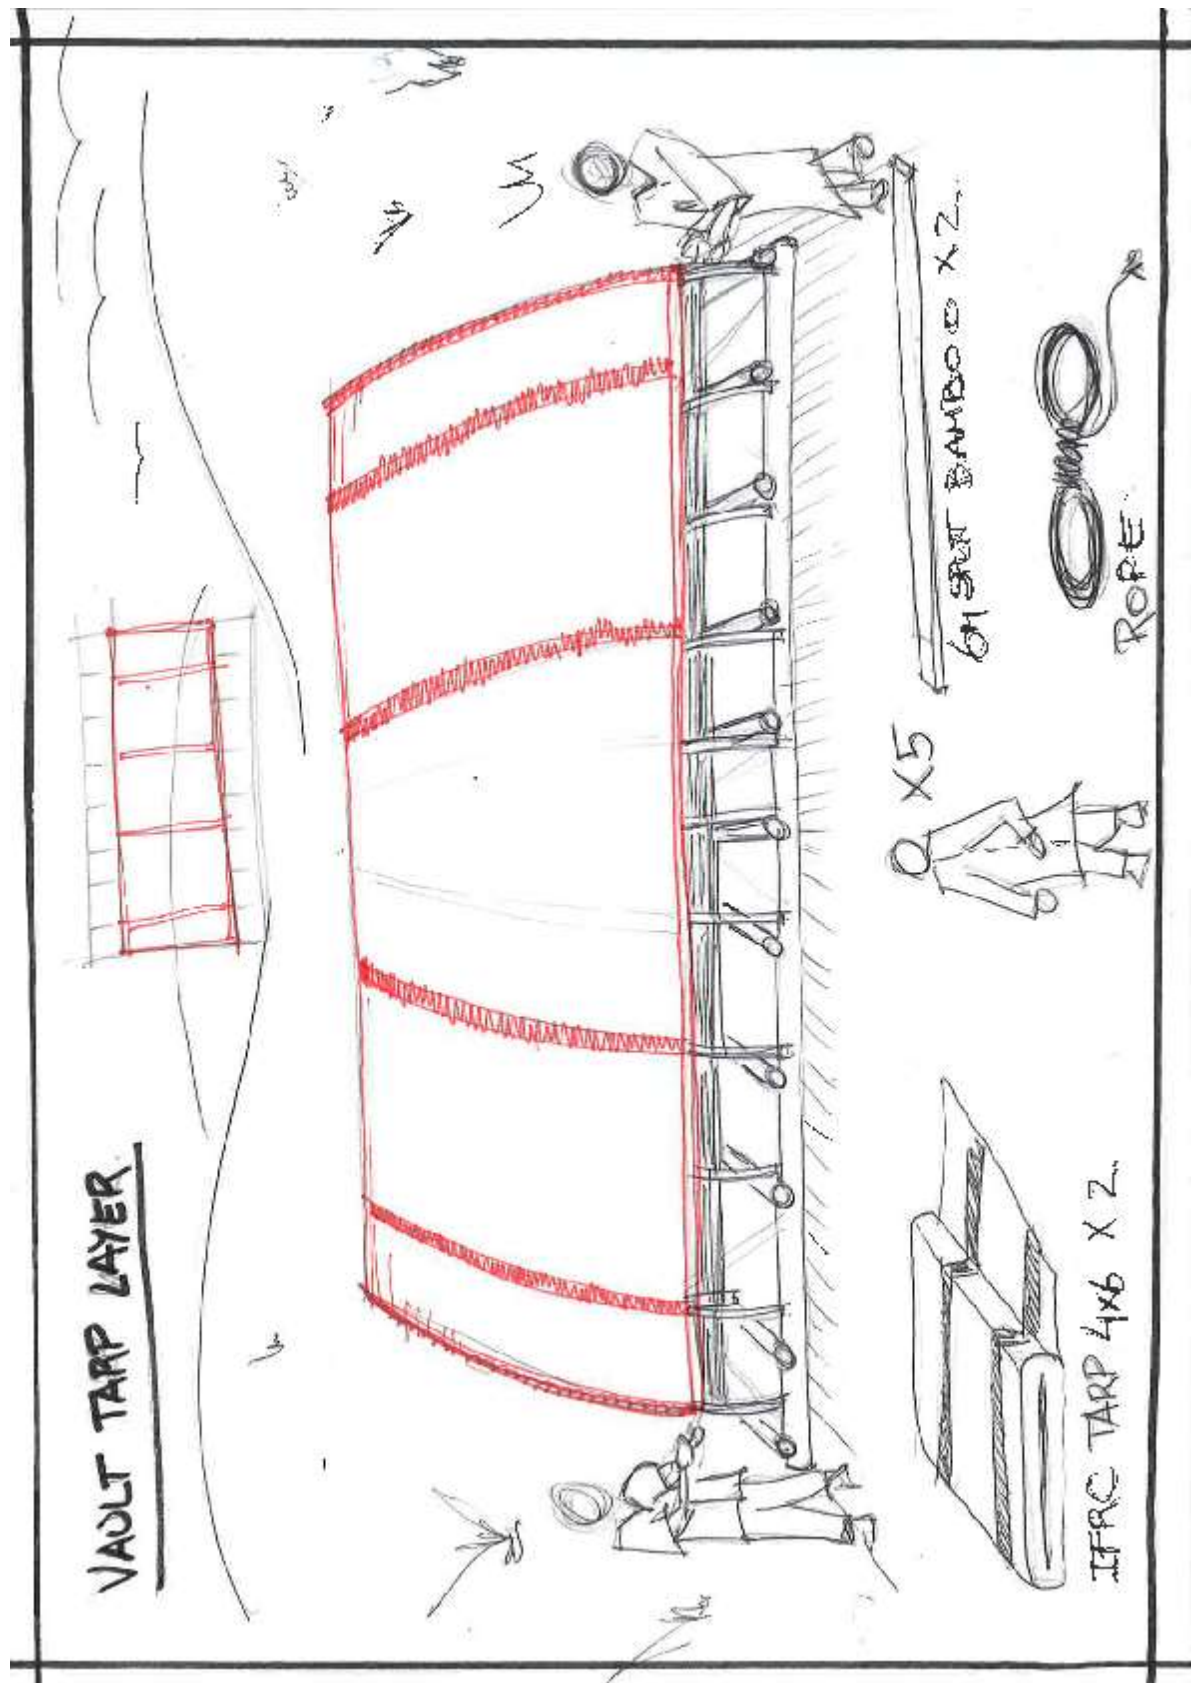 VAULT TARP LAYER
IFRC TARP 4x6 X 2
X5
6M SPLIT BAMBOO X 2
ROPE